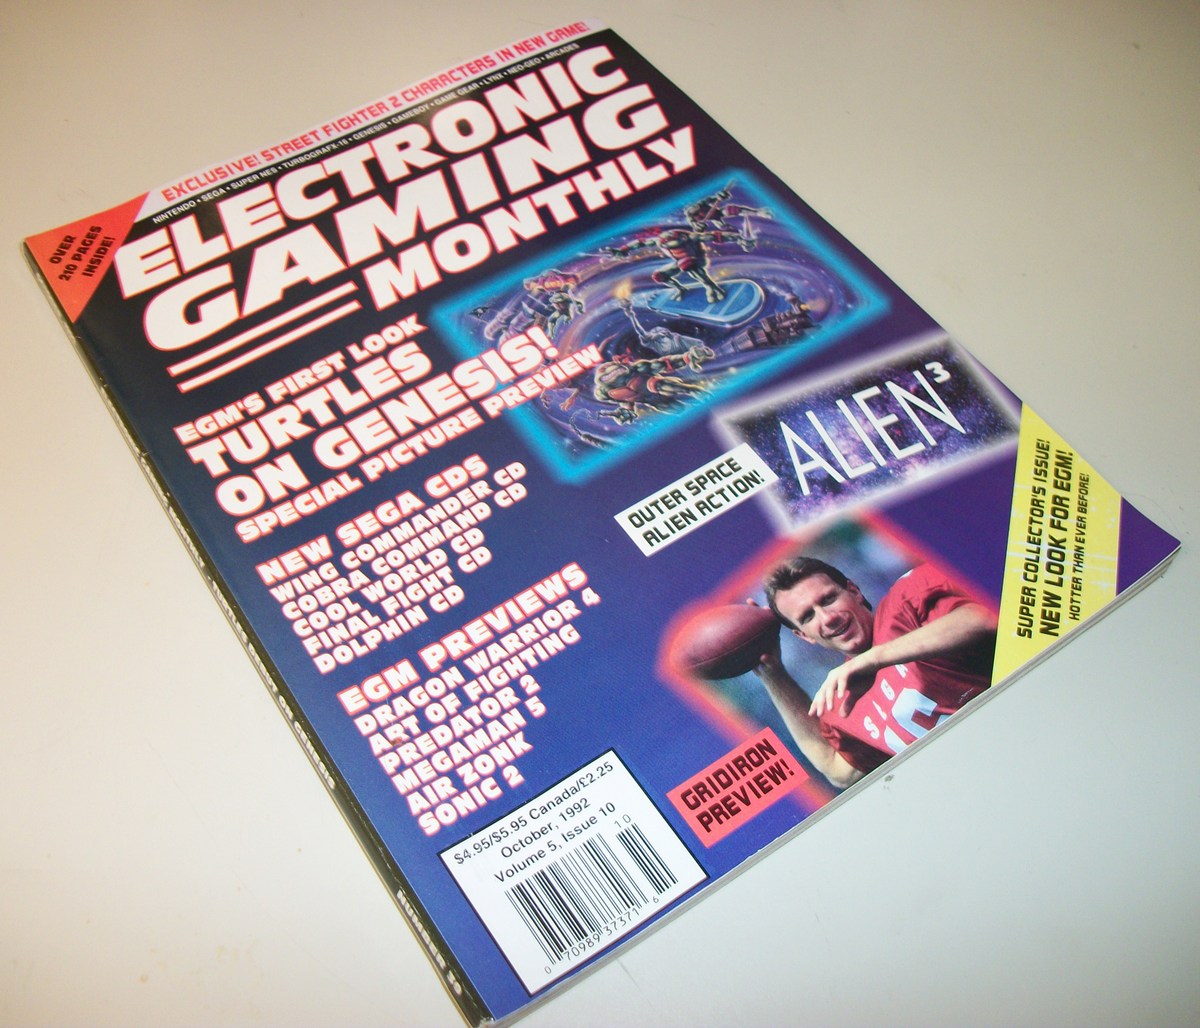 EXCLUSIVE! STREET FIGHTER 2 CHARACTERS IN NEW GAME!
NINTENDO • SEGA • SUPER NES • TURBOGRAFX-16 • GENESIS • GAMEBOY • GAME GEAR • LYNX • NEO-GEO • ARCADES
OVER
210 PAGES
INSIDE!
ELECTRONIC
GAMING
MONTHLY
EGM'S FIRST LOOK
TURTLES
ON GENESIS!
SPECIAL PICTURE PREVIEW
ALIEN³
OUTER SPACE
ALIEN ACTION!
NEW SEGA CDS
WING COMMANDER CD
COBRA COMMAND CD
COOL WORLD CD
FINAL FIGHT CD
DOLPHIN CD
SUPER COLLECTOR'S ISSUE!
NEW LOOK FOR EGM!
HOTTER THAN EVER BEFORE!
EGM PREVIEWS
DRAGON WARRIOR 4
ART OF FIGHTING
PREDATOR 2
MEGAMAN 5
AIR ZONK
SONIC 2
GRIDIRON
PREVIEW!
$4.95/$5.95 Canada/£2.25
October, 1992
Volume 5, Issue 10
10
0 70989 37371 6